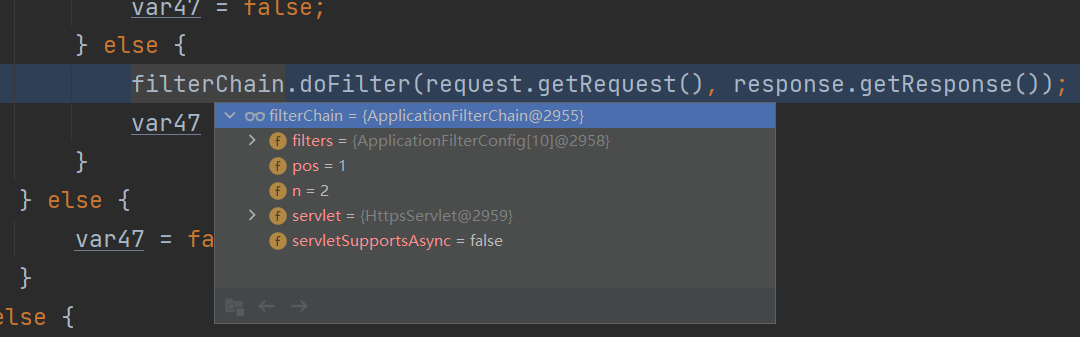 var47 = false;
} else {
filterChain.doFilter(request.getRequest(), response.getResponse());
filterChain = {ApplicationFilterChain@2955}
var47
filters = {ApplicationFilterConfig[10]@2958}
}
pos = 1
n = 2
} else {
servlet = {HttpsServlet@2959}
var47 = fa
servletSupportsAsync = false
}
else {